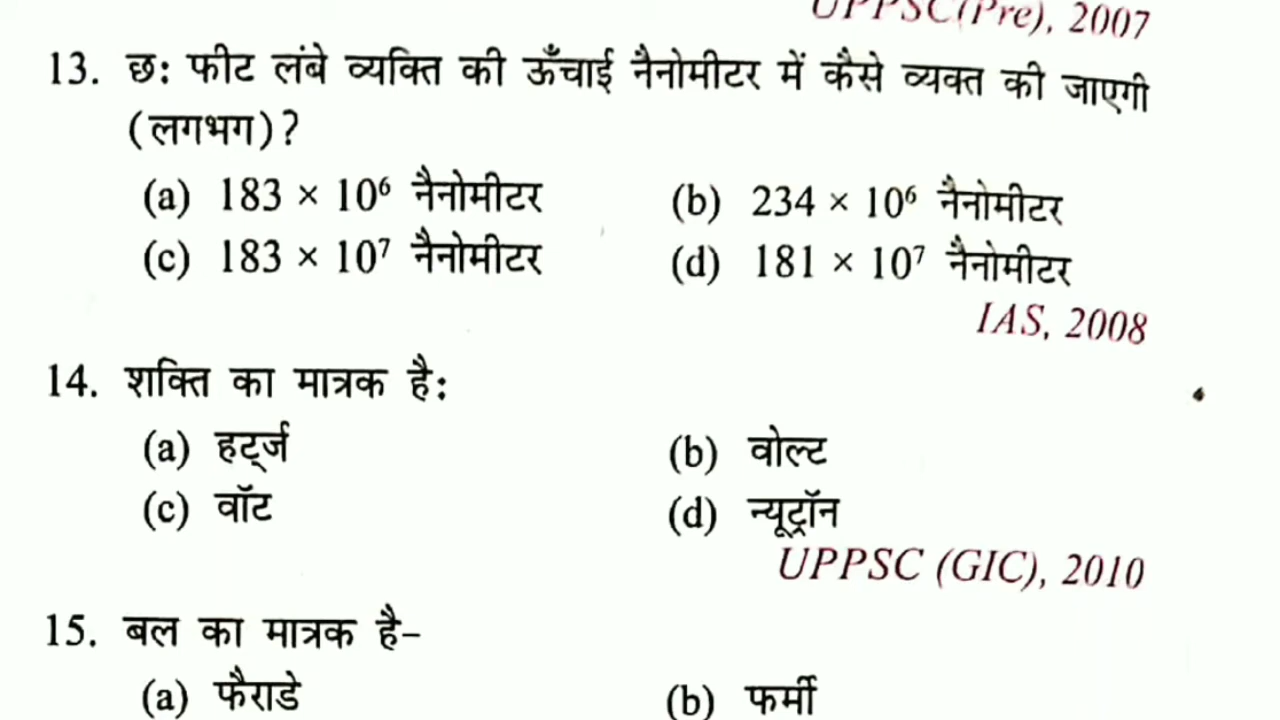 UPPSC(Pre), 2007
13. छः फीट लंबे व्यक्ति की ऊँचाई नैनोमीटर में कैसे व्यक्त की जाएगी
(लगभग)?
(a) 183 × 10⁶ नैनोमीटर (b) 234 × 10⁶ नैनोमीटर
(c) 183 × 10⁷ नैनोमीटर (d) 181 × 10⁷ नैनोमीटर
IAS, 2008
14. शक्ति का मात्रक है:
(a) हर्ट्ज (b) वोल्ट
(c) वॉट (d) न्यूट्रॉन
UPPSC (GIC), 2010
15. बल का मात्रक है-
(a) फैराडे (b) फर्मी